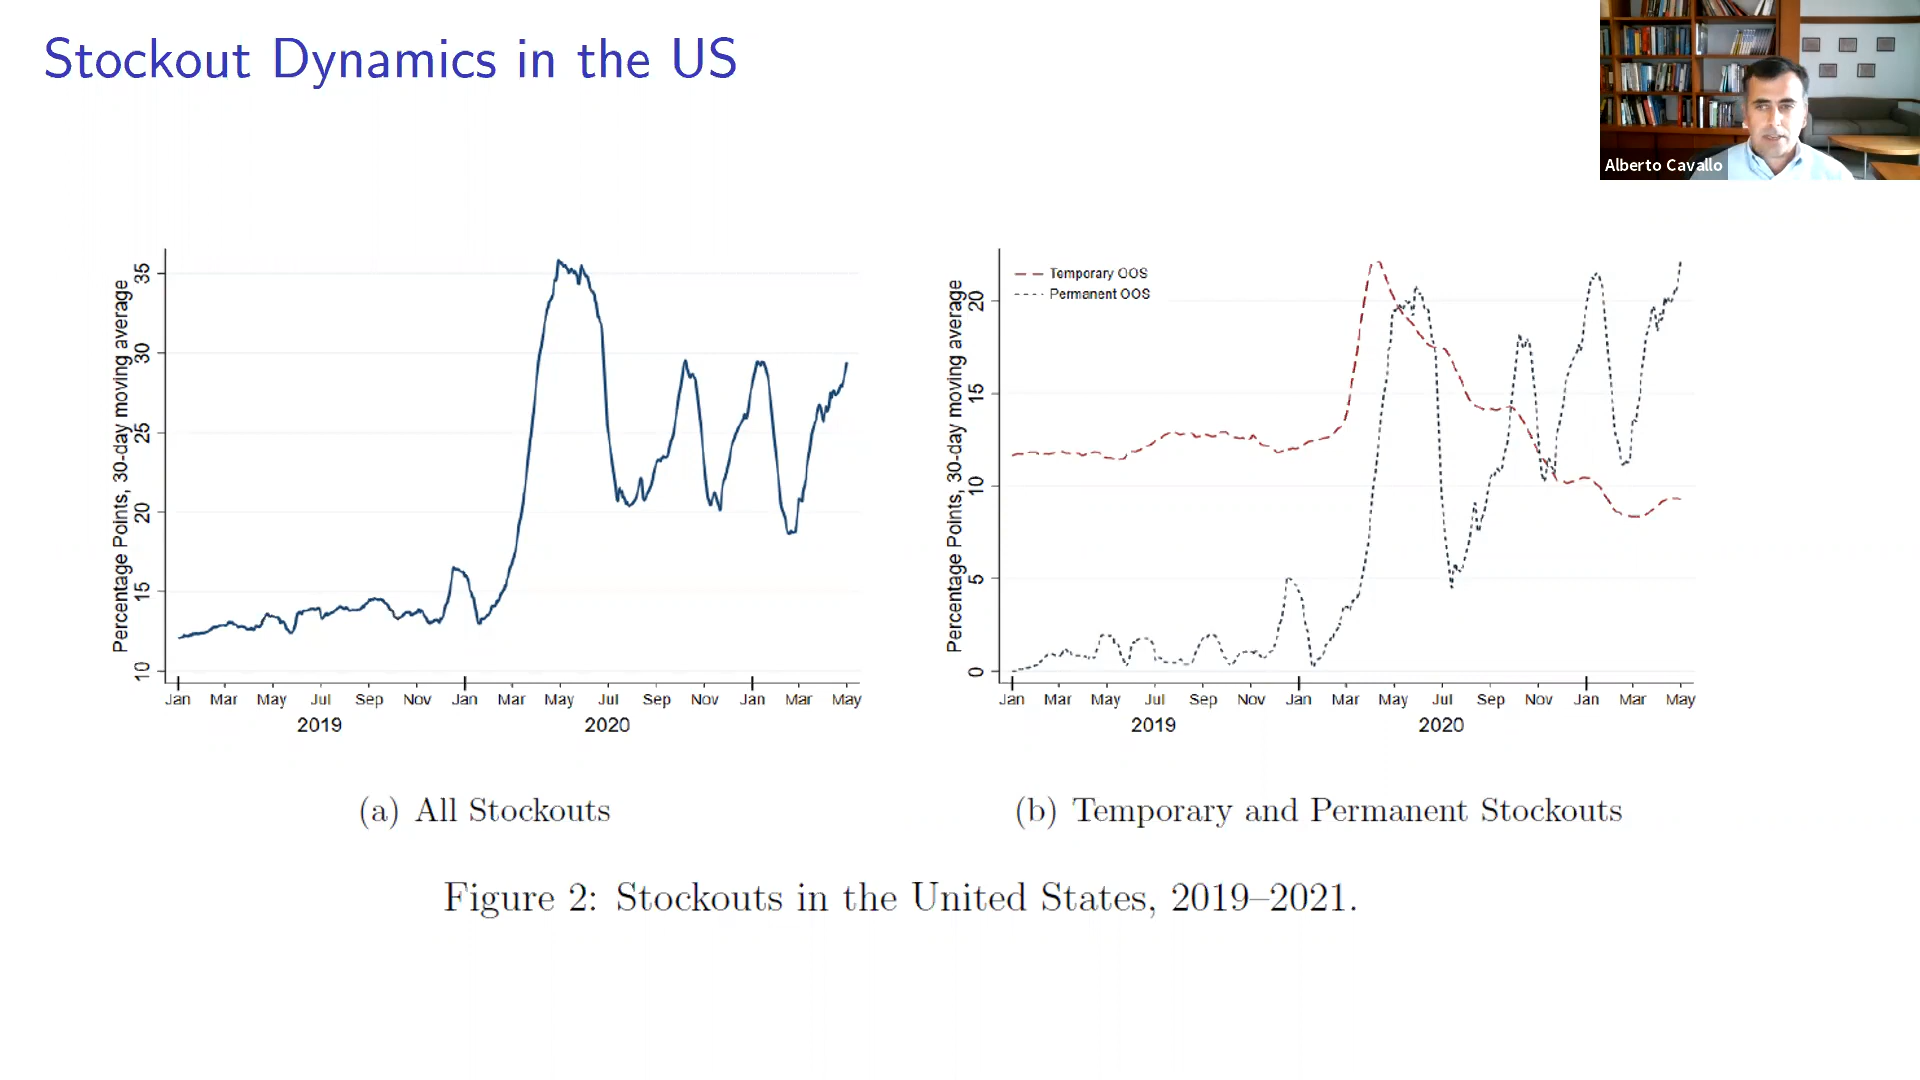 Stockout Dynamics in the US
Alberto Cavallo
Percentage Points, 30-day moving average
35
30
25
20
15
10
Jan Mar May Jul Sep Nov Jan Mar May Jul Sep Nov Jan Mar May
2019 2020
(a) All Stockouts
Temporary OOS
Permanent OOS
Percentage Points, 30-day moving average
20
15
10
5
0
Jan Mar May Jul Sep Nov Jan Mar May Jul Sep Nov Jan Mar May
2019 2020
(b) Temporary and Permanent Stockouts
Figure 2: Stockouts in the United States, 2019–2021.